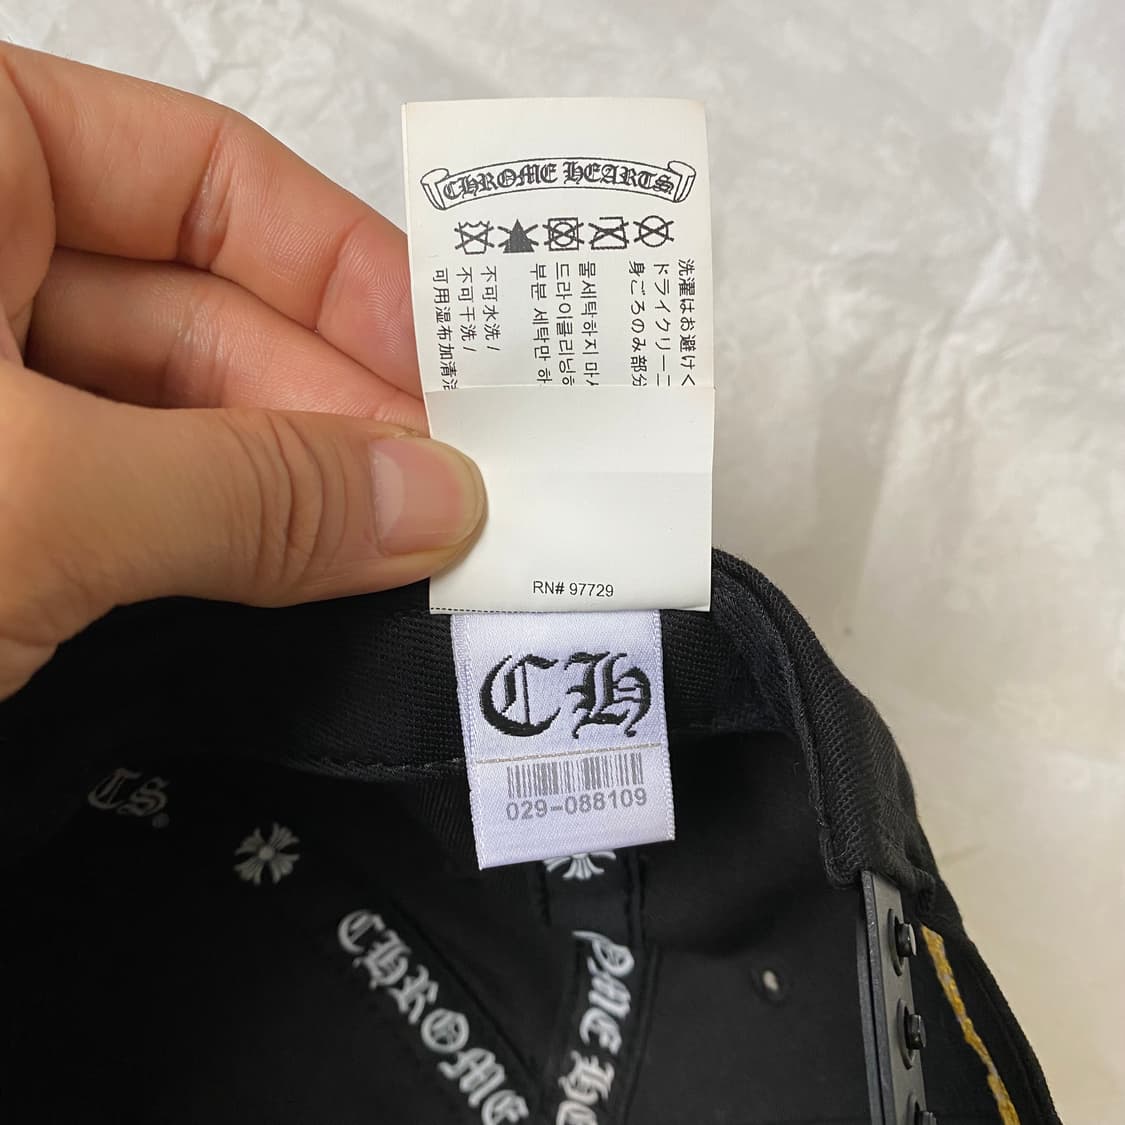 CHROME HEARTS
洗濯はお避けく
ドライクリーニ
身ごろのみ部分
물세탁하지 마
드라이클리닝
부분 세탁만 하
不可水洗/
不可干洗/
可用湿布加清洁
RN# 97729
CH
029-088109
CHROME